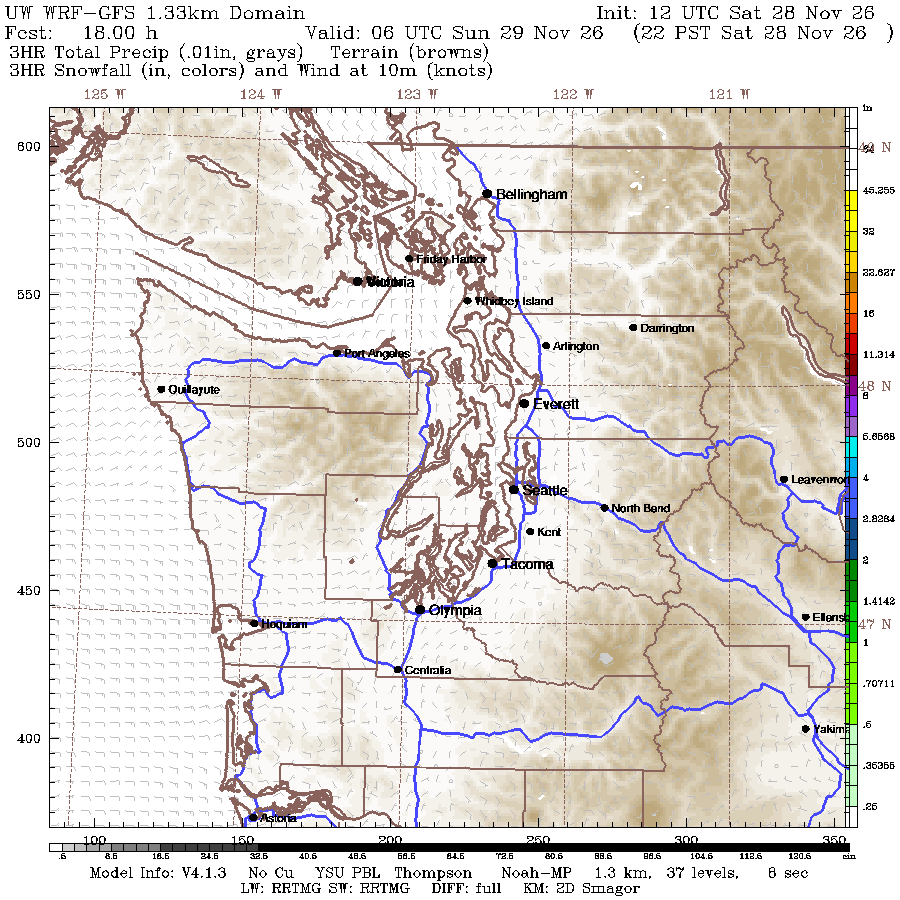 UW WRF-GFS 1.33km Domain Init: 12 UTC Sat 28 Nov 26
Fcst: 18.00 h Valid: 06 UTC Sun 29 Nov 26 (22 PST Sat 28 Nov 26 )
3HR Total Precip (.01in, grays) Terrain (browns)
3HR Snowfall (in, colors) and Wind at 10m (knots)
125 W 124 W 123 W 122 W 121 W
in
600
49 N
Bellingham
45.255
32
Friday Harbor
Victoria
22.627
550
Whidbey Island
16
Darrington
Arlington
Port Angeles
11.314
Quillayute
48 N
8
Everett
500
5.6568
4
Seattle
North Bend
2.8284
Kent
2
Tacoma
450
1.4142
Olympia
Hoquiam
47 N
1
Centralia
.70711
.5
400
.35355
.25
Astoria
100 150 200 250 300 350
.5 8.5 16.5 24.5 32.5 40.5 48.5 56.5 64.5 72.5 80.5 88.5 96.5 104.5 112.5 120.5
Model Info: V4.1.3 No Cu YSU PBL Thompson Noah-MP 1.3 km, 37 levels, 8 sec
LW: RRTMG SW: RRTMG DIFF: full KM: 2D Smagor